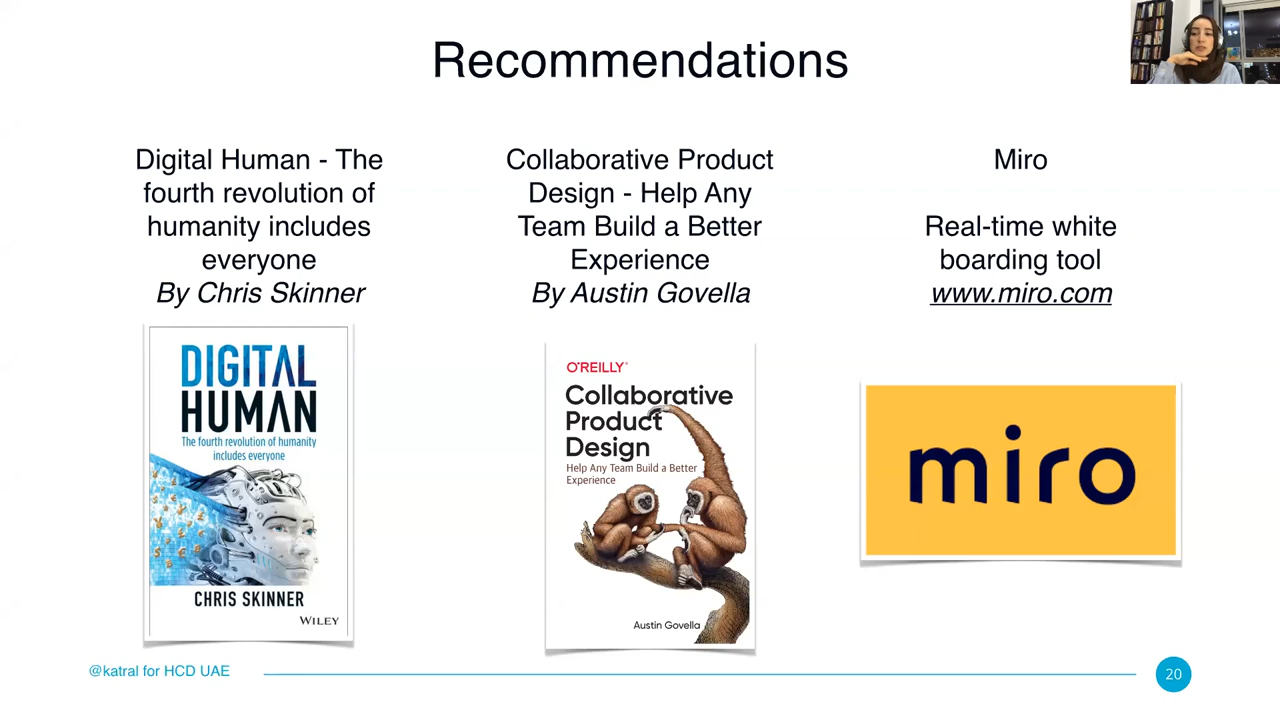 Recommendations
Digital Human - The
fourth revolution of
humanity includes
everyone
By Chris Skinner
DIGITAL
HUMAN
The fourth revolution of humanity
includes everyone
CHRIS SKINNER
WILEY
Collaborative Product
Design - Help Any
Team Build a Better
Experience
By Austin Govella
O'REILLY®
Collaborative
Product
Design
Help Any Team Build a Better
Experience
Austin Govella
Miro
Real-time white
boarding tool
www.miro.com
miro
@katral for HCD UAE
20